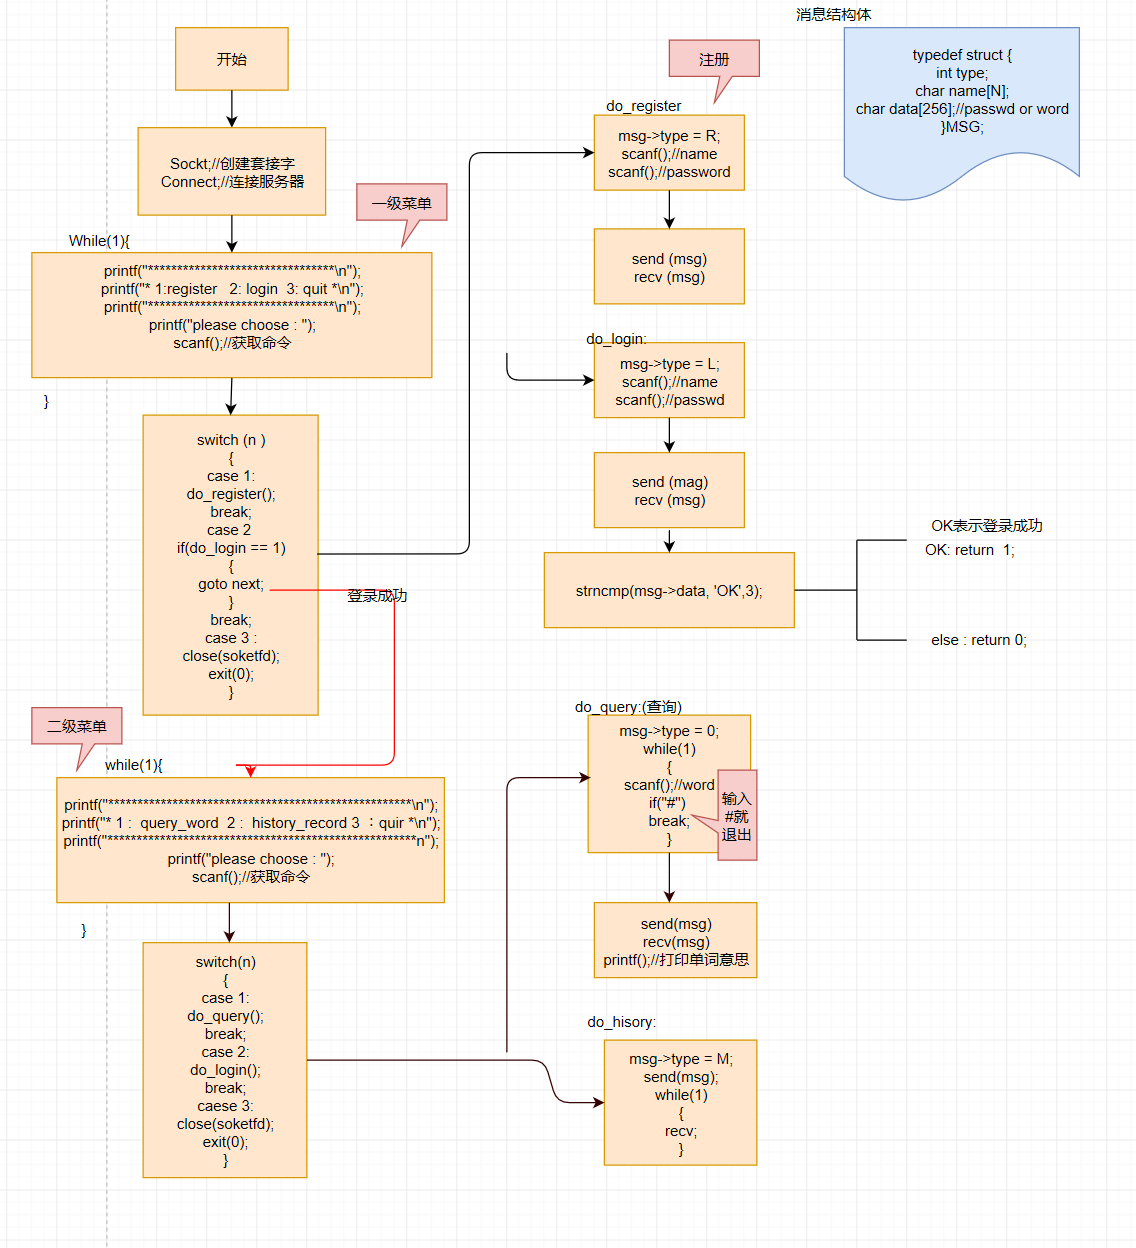 开始
Sockt;//创建套接字
Connect;//连接服务器
一级菜单
While(1){
printf("********************************\n");
printf("* 1:register   2: login  3: quit *\n");
printf("********************************\n");
printf("please choose : ");
scanf();//获取命令
}
switch (n )
{
case 1:
do_register();
break;
case 2
if(do_login == 1)
{
goto next;
}
break;
case 3 :
close(soketfd);
exit(0);
}
登录成功
二级菜单
while(1){
printf("****************************************************\n");
printf("* 1 :  query_word  2 :  history_record 3 ：quir *\n");
printf("*****************************************************n");
printf("please choose : ");
scanf();//获取命令
}
switch(n)
{
case 1:
do_query();
break;
case 2:
do_login();
break;
caese 3:
close(soketfd);
exit(0);
}
注册
do_register
msg->type = R;
scanf();//name
scanf();//password
send (msg)
recv (msg)
do_login:
msg->type = L;
scanf();//name
scanf();//passwd
send (mag)
recv (msg)
strncmp(msg->data, 'OK',3);
OK表示登录成功
OK: return  1;
else : return 0;
do_query:(查询)
msg->type = 0;
while(1)
{
scanf();//word
if("#")
break;
}
输入
#就
退出
send(msg)
recv(msg)
printf();//打印单词意思
do_hisory:
msg->type = M;
send(msg);
while(1)
{
recv;
}
消息结构体
typedef struct {
int type;
char name[N];
char data[256];//passwd or word
}MSG;